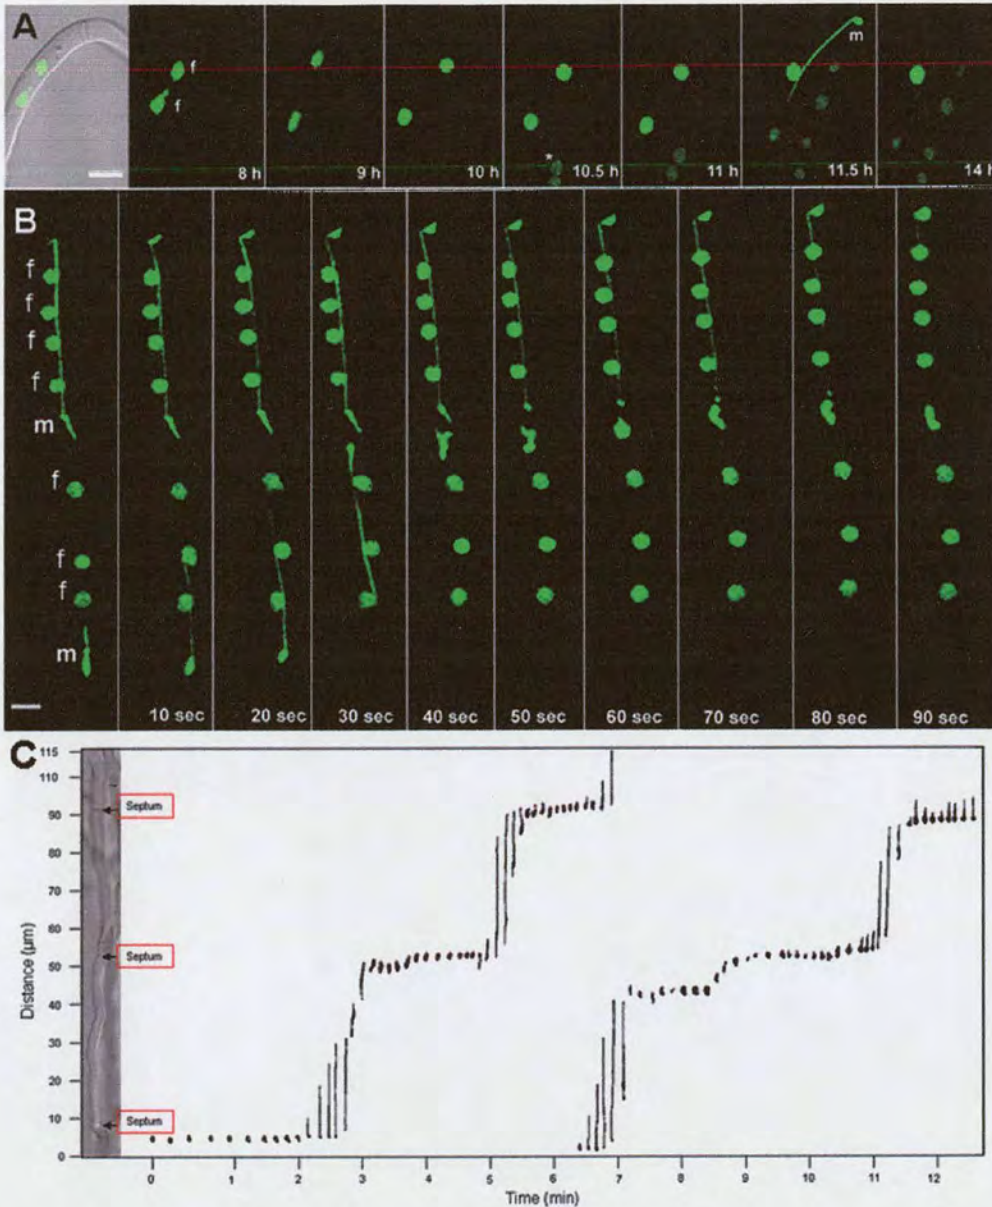 A
f
f
m
*
8 h
9 h
10 h
10.5 h
11 h
11.5 h
14 h
B
f
f
f
f
m
f
f
f
m
10 sec
20 sec
30 sec
40 sec
50 sec
60 sec
70 sec
80 sec
90 sec
C
115
110
90
80
70
60
50
40
30
20
10
0
Distance (µm)
Septum
Septum
Septum
0
1
2
3
4
5
6
7
8
9
10
11
12
Time (min)